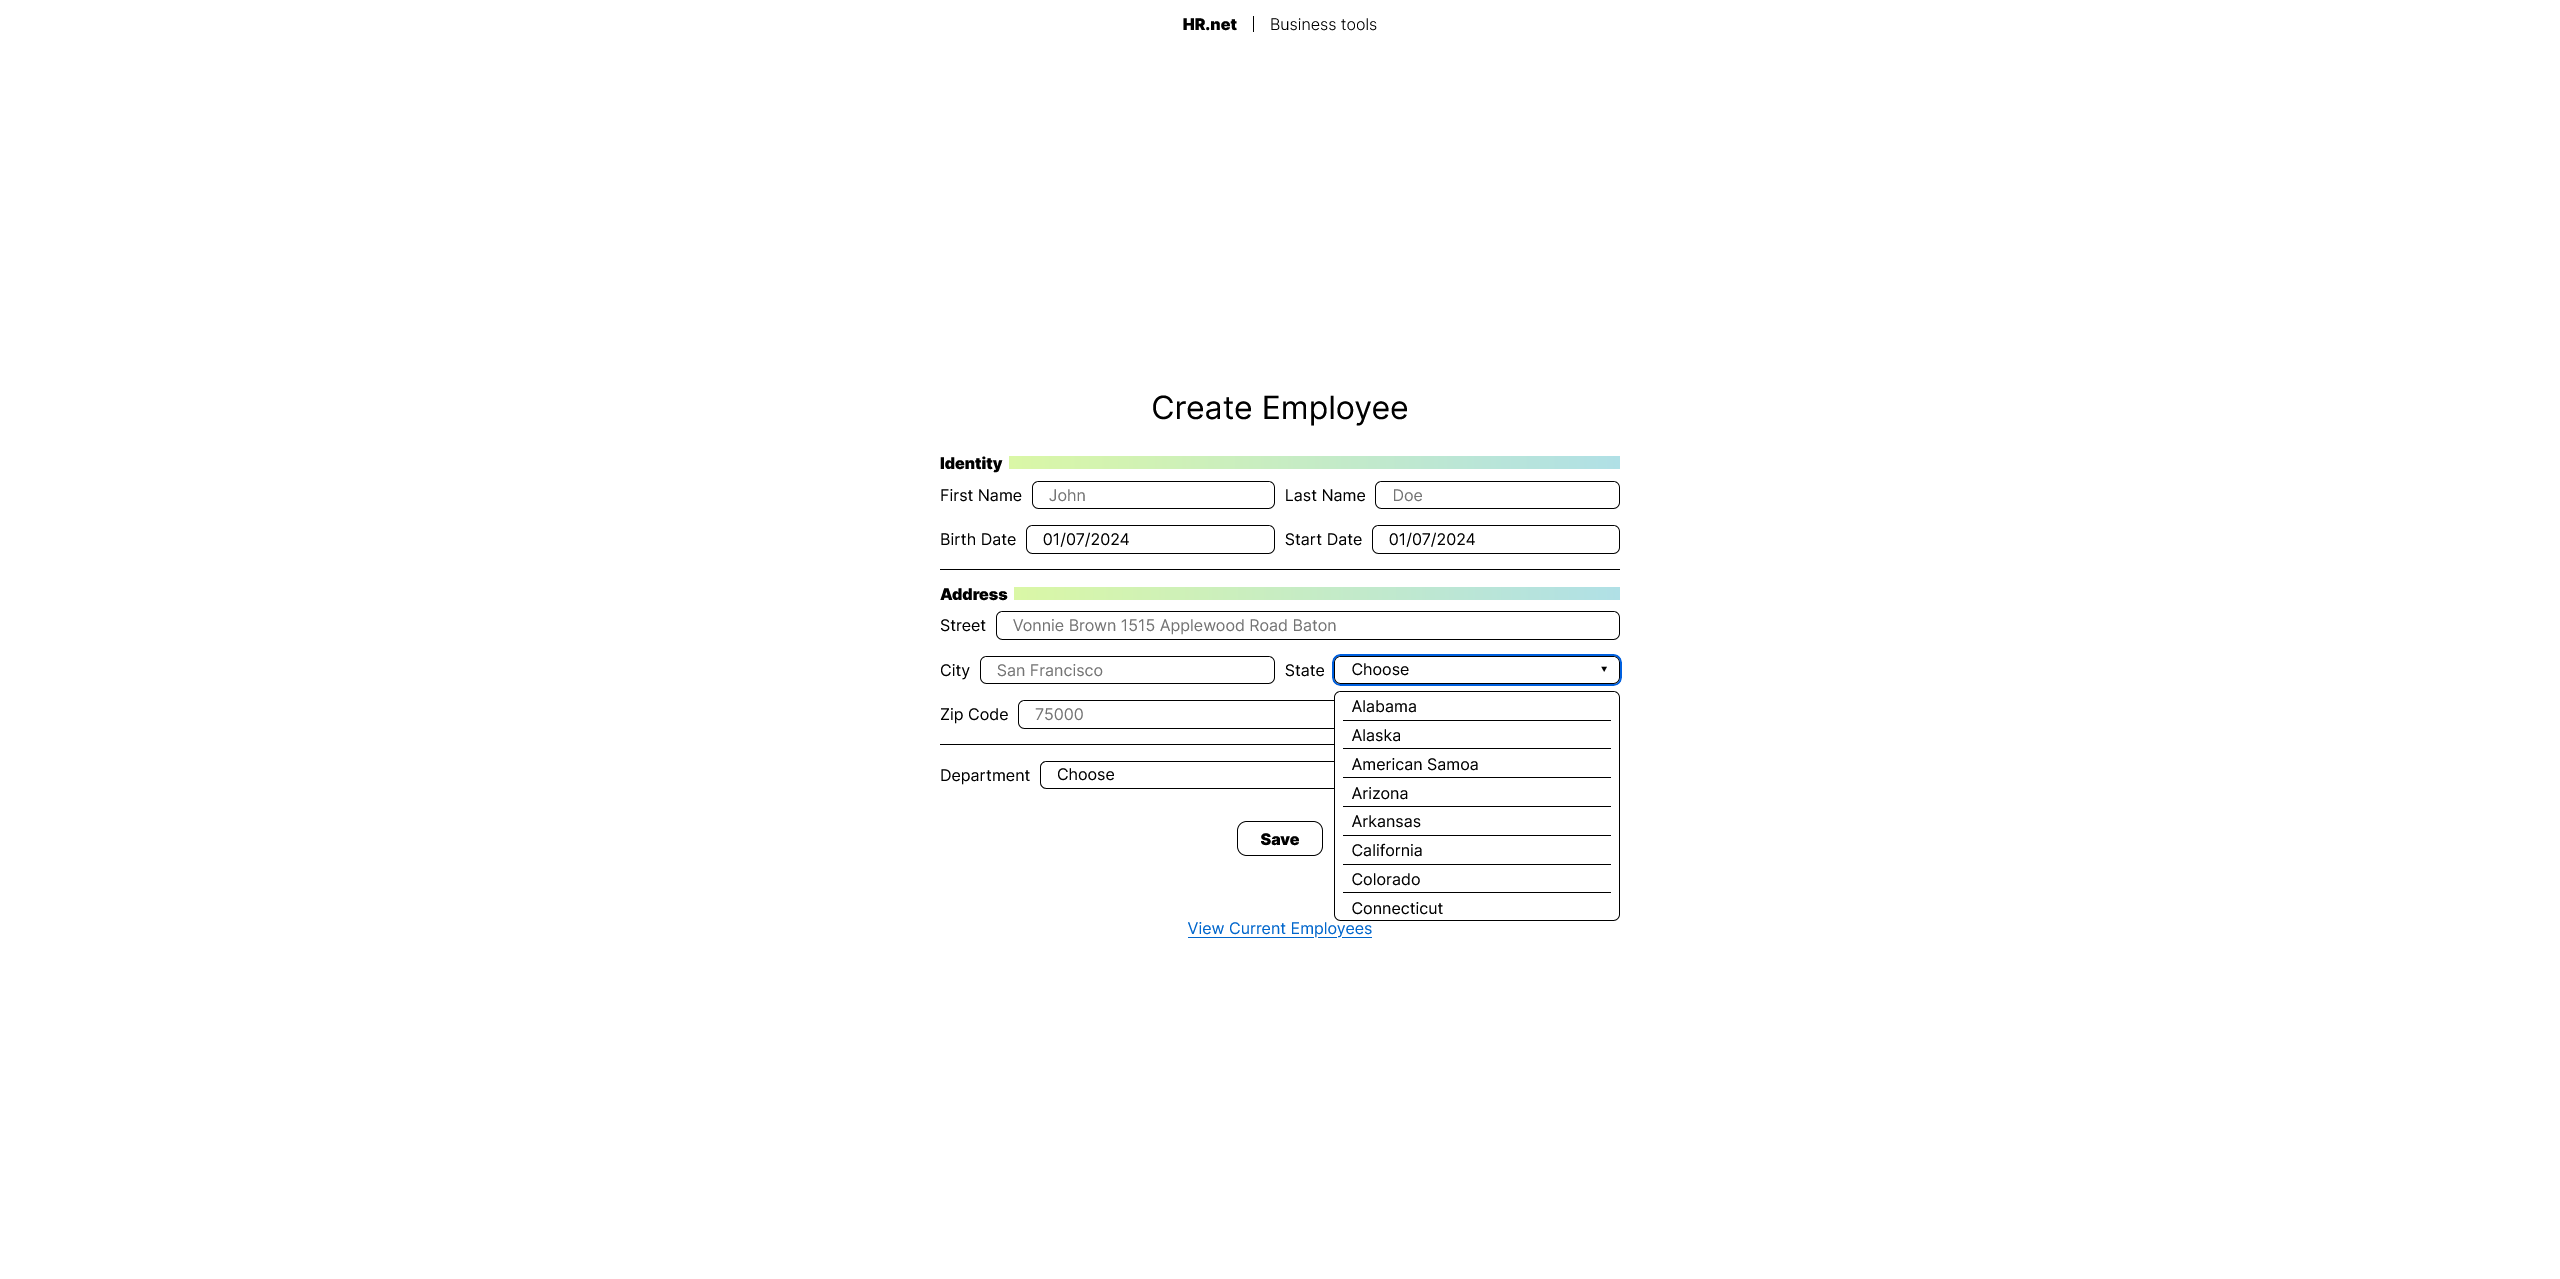 HR.net | Business tools
Create Employee
Identity
First Name John Last Name Doe
Birth Date 01/07/2024 Start Date 01/07/2024
Address
Street Vonnie Brown 1515 Applewood Road Baton
City San Francisco State Choose
Zip Code 75000
Department Choose
Alabama
Alaska
American Samoa
Arizona
Arkansas
California
Colorado
Connecticut
Save
View Current Employees